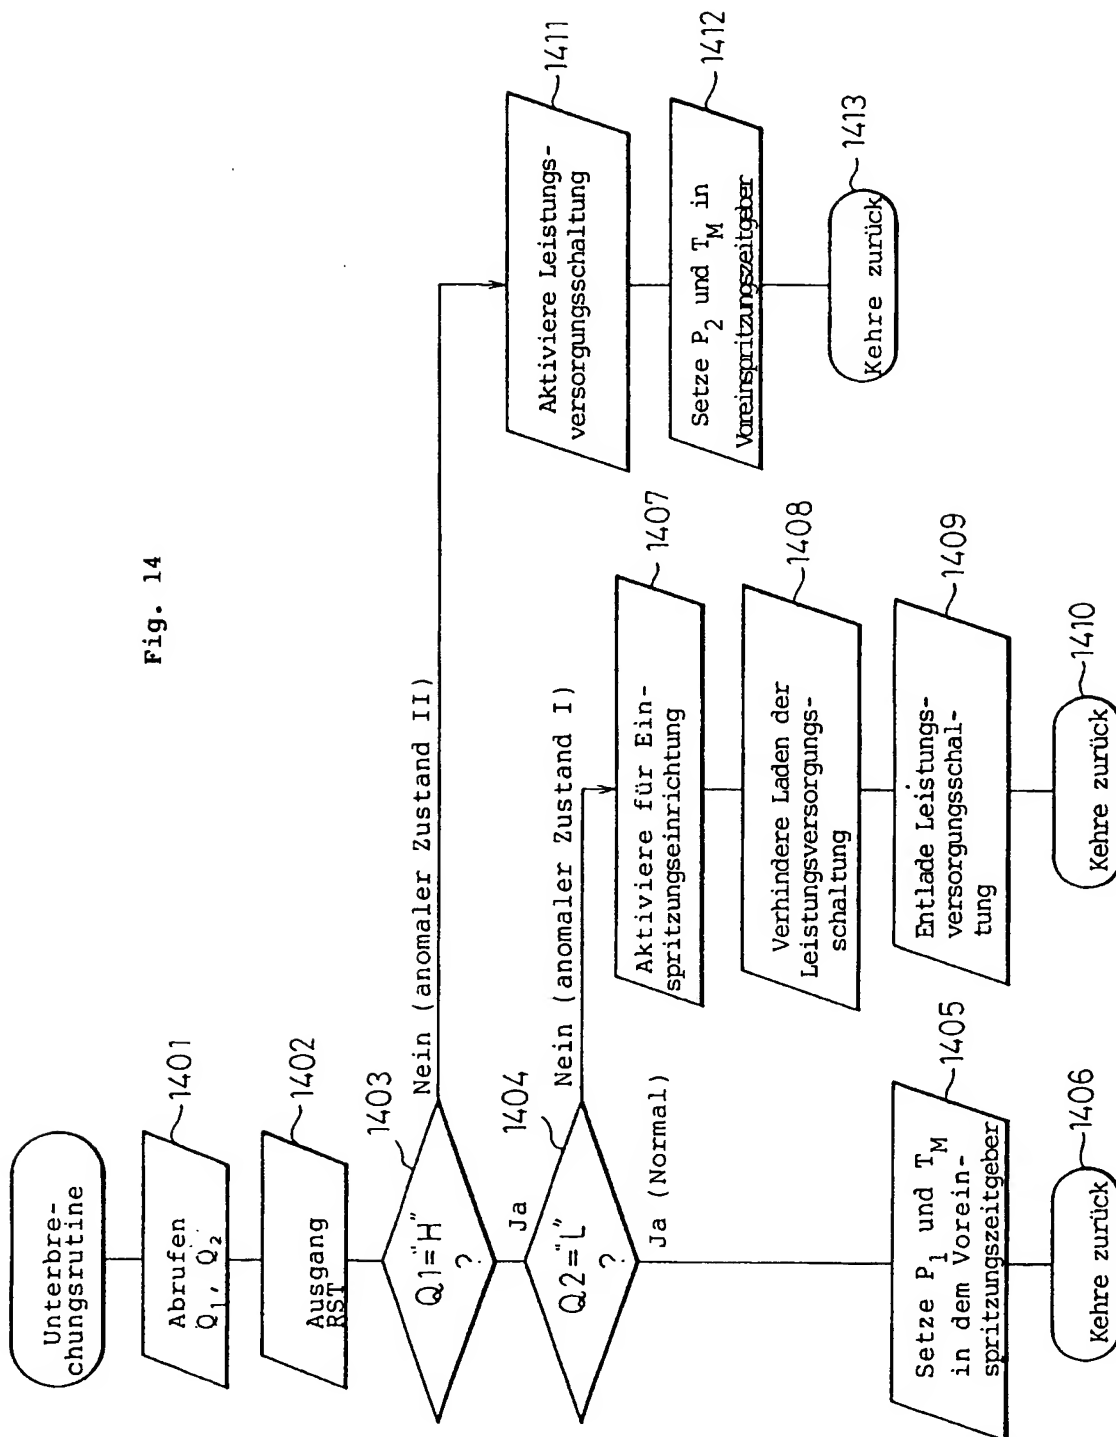 Fig. 14
Unterbre-
chungsrutine
Abrufen
Q1, Q2
1401
Ausgang
RST
1402
Q1="H"
?
1403
Nein (anomaler Zustand II)
Ja
Q2="L"
?
1404
Nein (anomaler Zustand I)
Ja (Normal)
Setze P1 und TM
in dem Vorein-
spritzungszeitgeber
1405
Kehre zurück
1406
Aktiviere für Ein-
spritzungseinrichtung
1407
Verhindere Laden der
Leistungsversorgungs-
schaltung
1408
Entlade Leistungs-
versorgungsschal-
tung
1409
Kehre zurück
1410
Aktiviere Leistungs-
versorgungsschaltung
1411
Setze P2 und TM in
Voreinspritzungszeitgeber
1412
Kehre zurück
1413